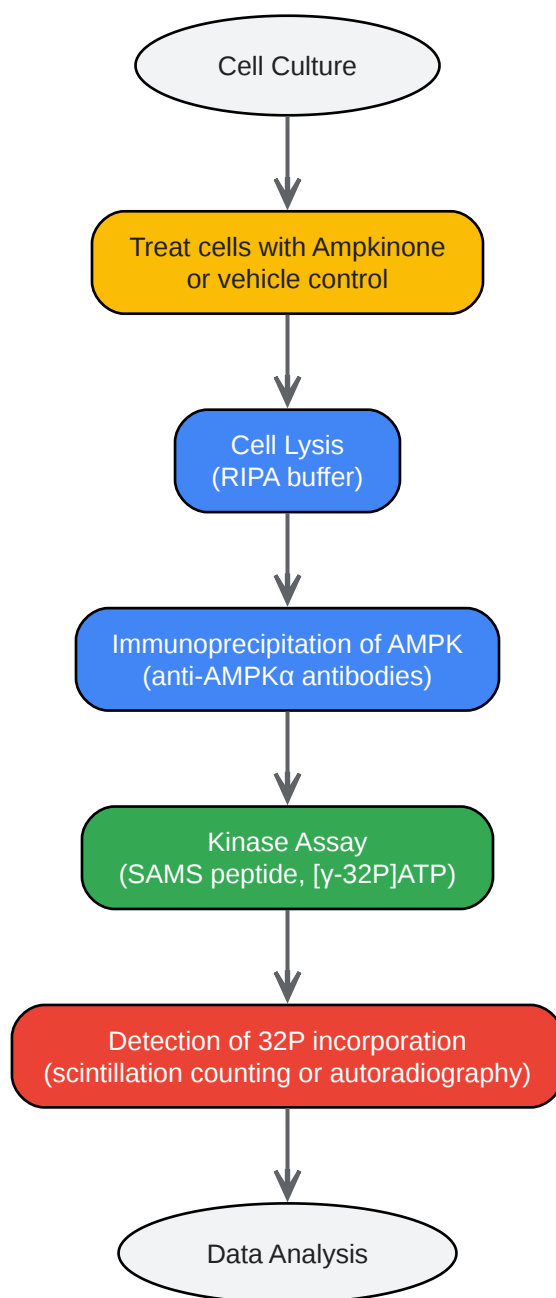 Cell Culture
Treat cells with Ampkinone
or vehicle control
Cell Lysis
(RIPA buffer)
Immunoprecipitation of AMPK
(anti-AMPKα antibodies)
Kinase Assay
(SAMS peptide, [γ-32P]ATP)
Detection of 32P incorporation
(scintillation counting or autoradiography)
Data Analysis